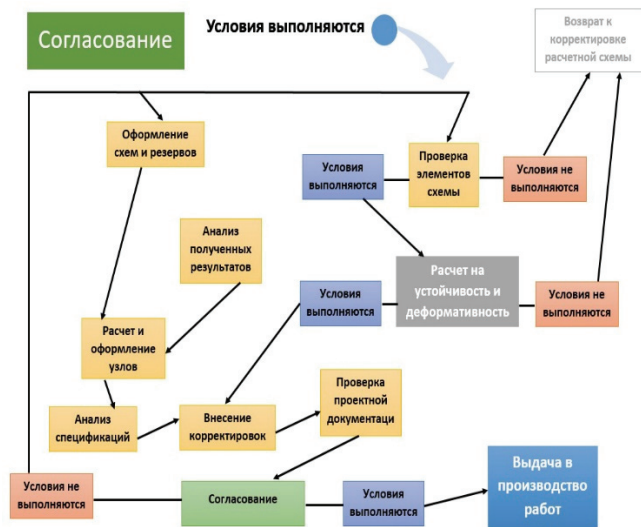 Согласование
Условия выполняются
Возврат к
корректировке
расчетной схемы
Оформление
схем и резервов
Условия
выполняются
Проверка
элементов
схемы
Условия не
выполняются
Анализ
полученных
результатов
Расчет на
устойчивость и
деформативность
Условия
выполняются
Условия не
выполняются
Расчет и
оформление
узлов
Проверка
проектной
документаци
Анализ
спецификаций
Внесение
корректировок
Выдача в
производство
работ
Условия не
выполняются
Согласование
Условия
выполняются